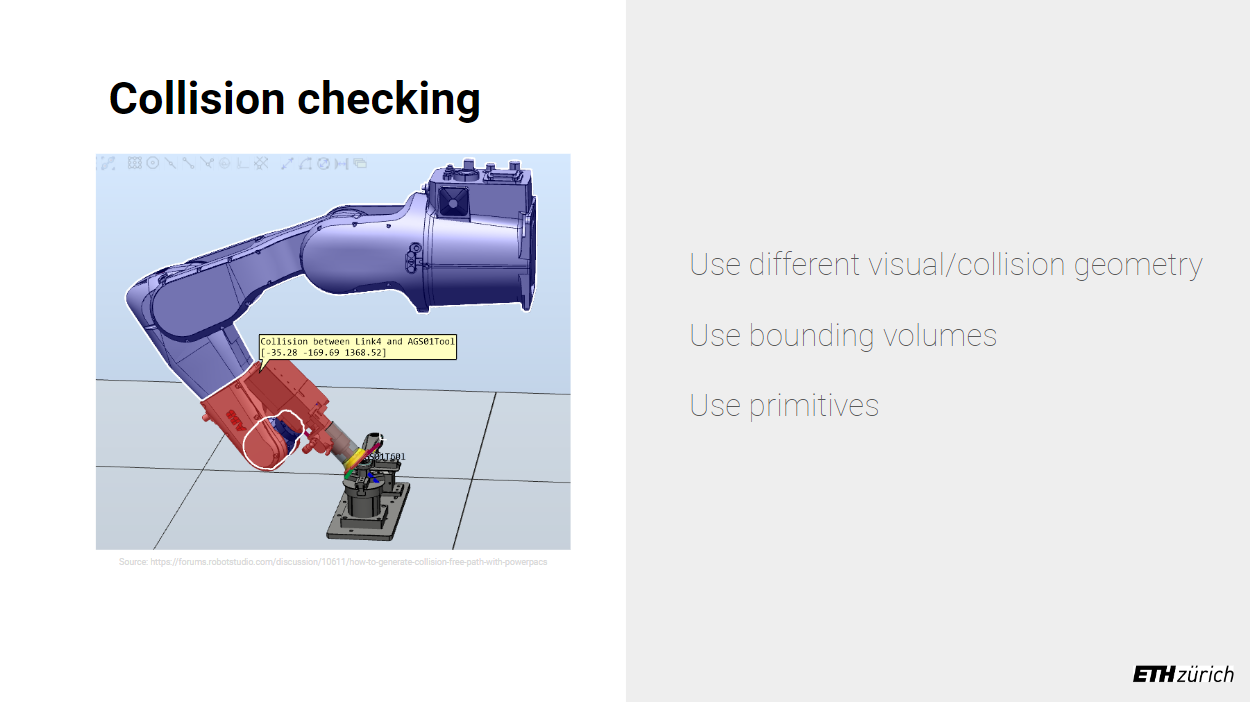 Collision checking
Collision between Link4 and AGS01Tool
[-35.28 -169.69 1368.52]
ABB
Source: https://forums.robotstudio.com/discussion/10611/how-to-generate-collision-free-path-with-powerpacs
Use different visual/collision geometry
Use bounding volumes
Use primitives
ETH zürich